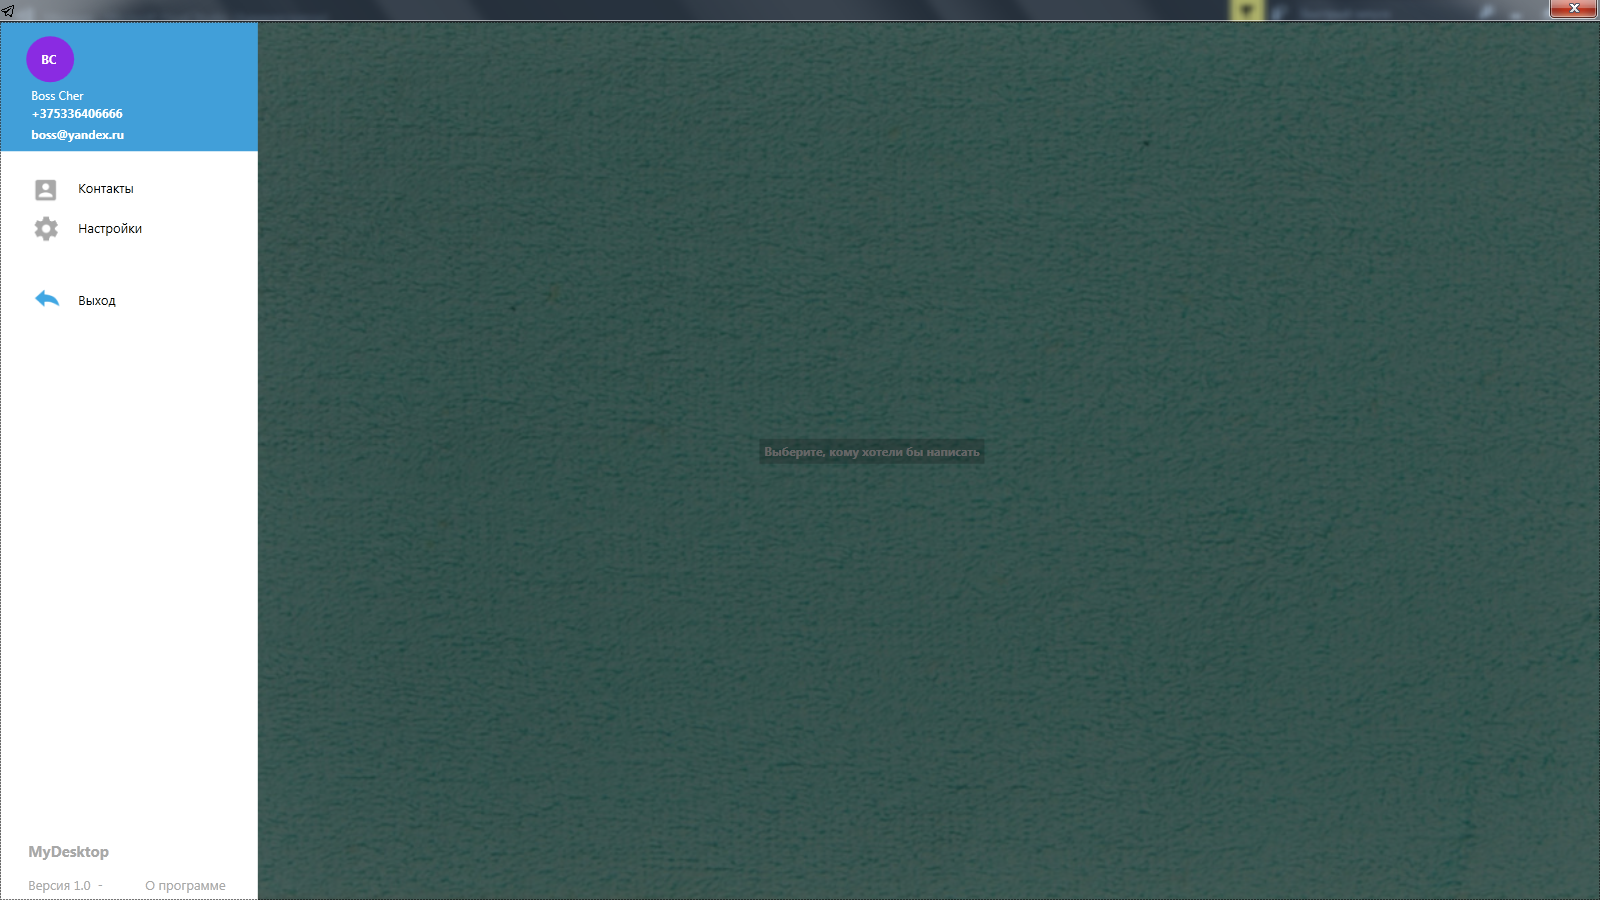 BC
Boss Cher
+375336406666
boss@yandex.ru
Контакты
Настройки
Выход
Выберите, кому хотели бы написать
MyDesktop
Версия 1.0 - О программе